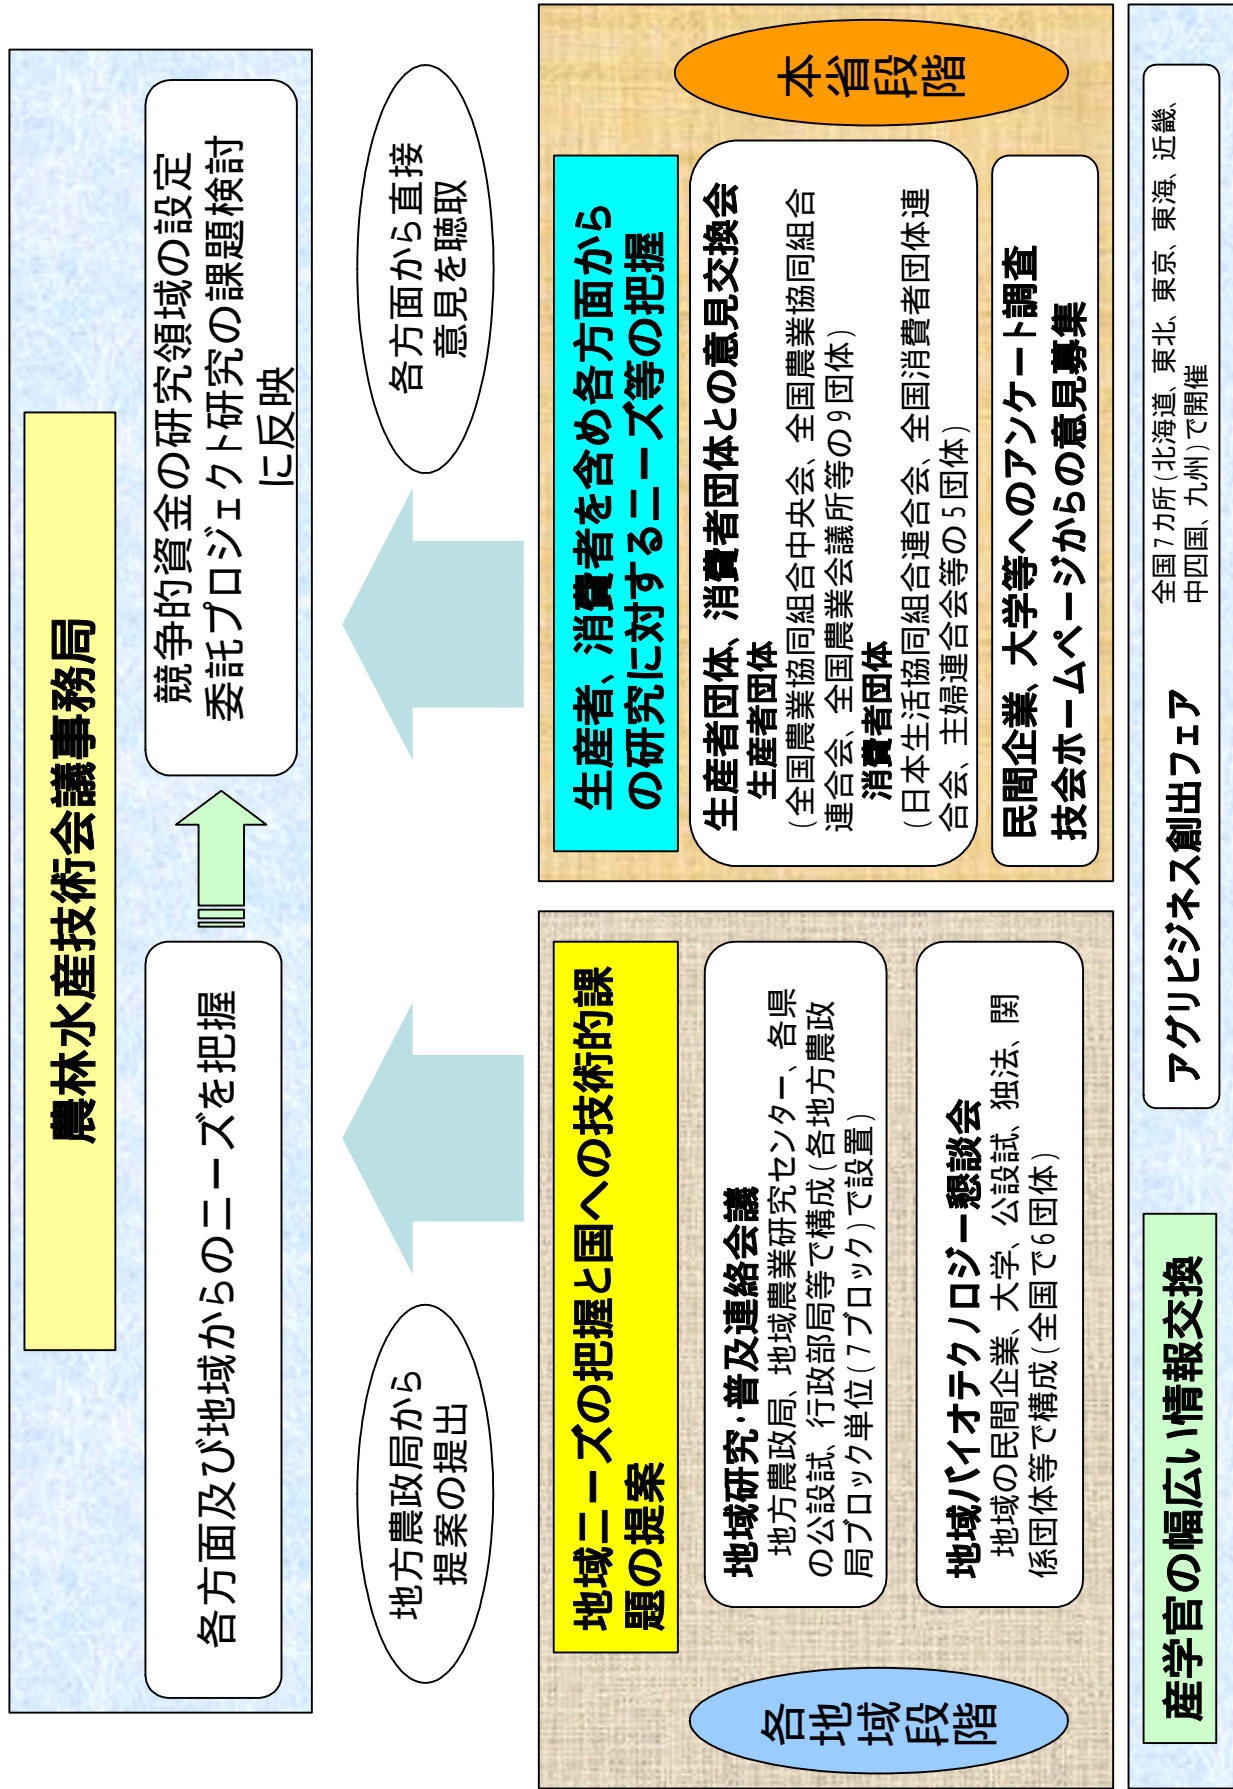 農林水産技術会議事務局
各方面及び地域からのニーズを把握
競争的資金の研究領域の設定
委託プロジェクト研究の課題検討
に反映
地方農政局から
提案の提出
各方面から直接
意見を聴取
各地域段階
地域ニーズの把握と国への技術的課
題の提案
地域研究・普及連絡会議
地方農政局、地域農業研究センター、各県
の公設試、行政部局等で構成(各地方農政
局ブロック単位(7ブロック)で設置)
地域バイオテクノロジー懇談会
地域の民間企業、大学、公設試、独法、関
係団体等で構成(全国で6団体)
本省段階
生産者、消費者を含め各方面から
の研究に対するニーズ等の把握
生産者団体、消費者団体との意見交換会
生産者団体
(全国農業協同組合中央会、全国農業協同組合
連合会、全国農業会議所等の9団体)
消費者団体
(日本生活協同組合連合会、全国消費者団体連
合会、主婦連合会等の5団体)
民間企業、大学等へのアンケート調査
技会ホームページからの意見募集
産学官の幅広い情報交換
アグリビジネス創出フェア
全国7カ所(北海道、東北、東京、東海、近畿、
中四国、九州)で開催